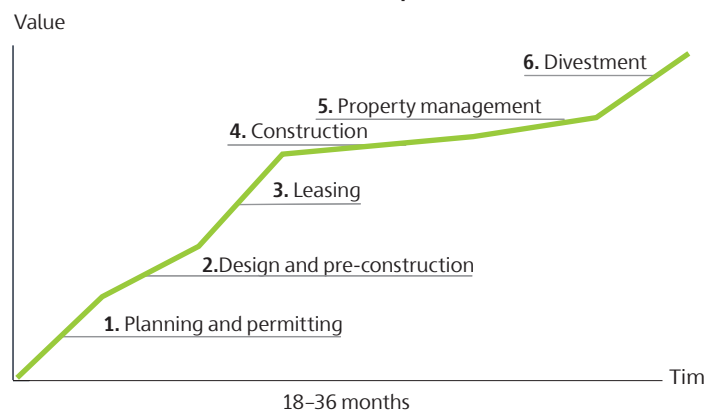 Value
6. Divestment
5. Property management
4. Construction
3. Leasing
2.Design and pre-construction
1. Planning and permitting
Tim
18–36 months